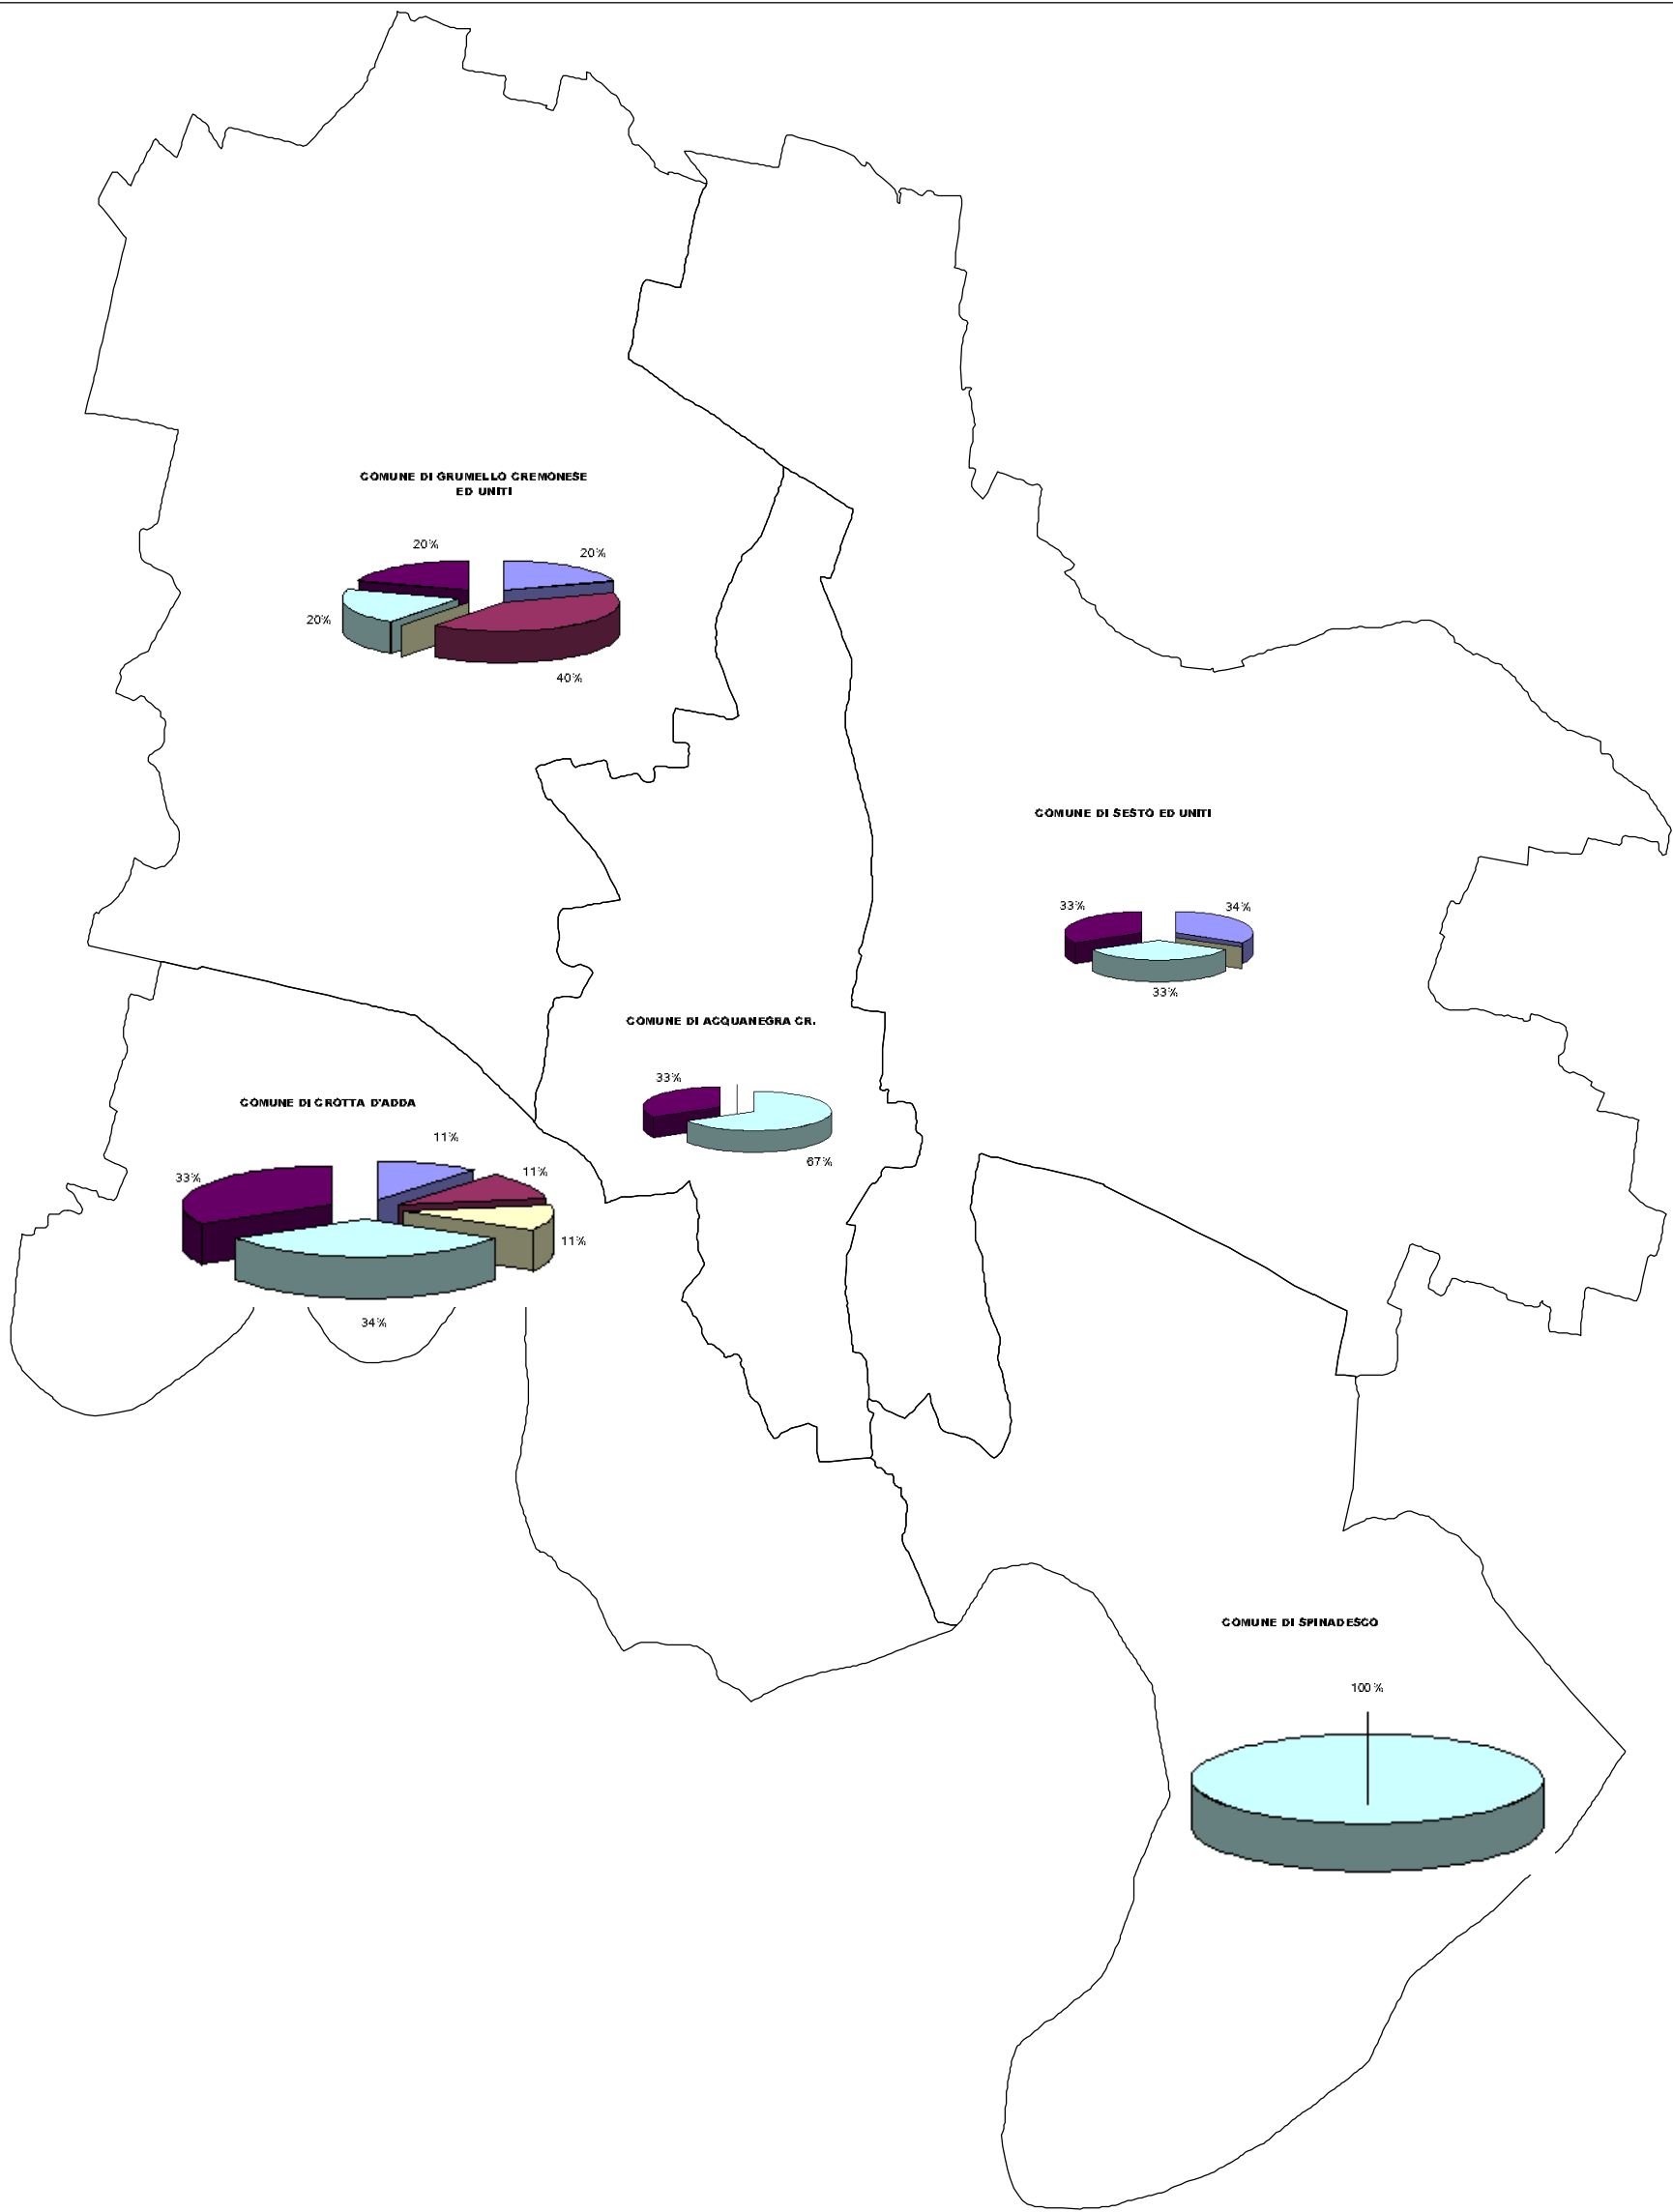 COMUNE DI GRUMELLO CREMONESE
ED UNITI
20%
20%
20%
40%
COMUNE DI SESTO ED UNITI
33%
34%
33%
COMUNE DI ACQUANEGRA CR.
33%
67%
COMUNE DI CROTTA D'ADDA
11%
11%
33%
11%
34%
COMUNE DI SPINADESCO
100%